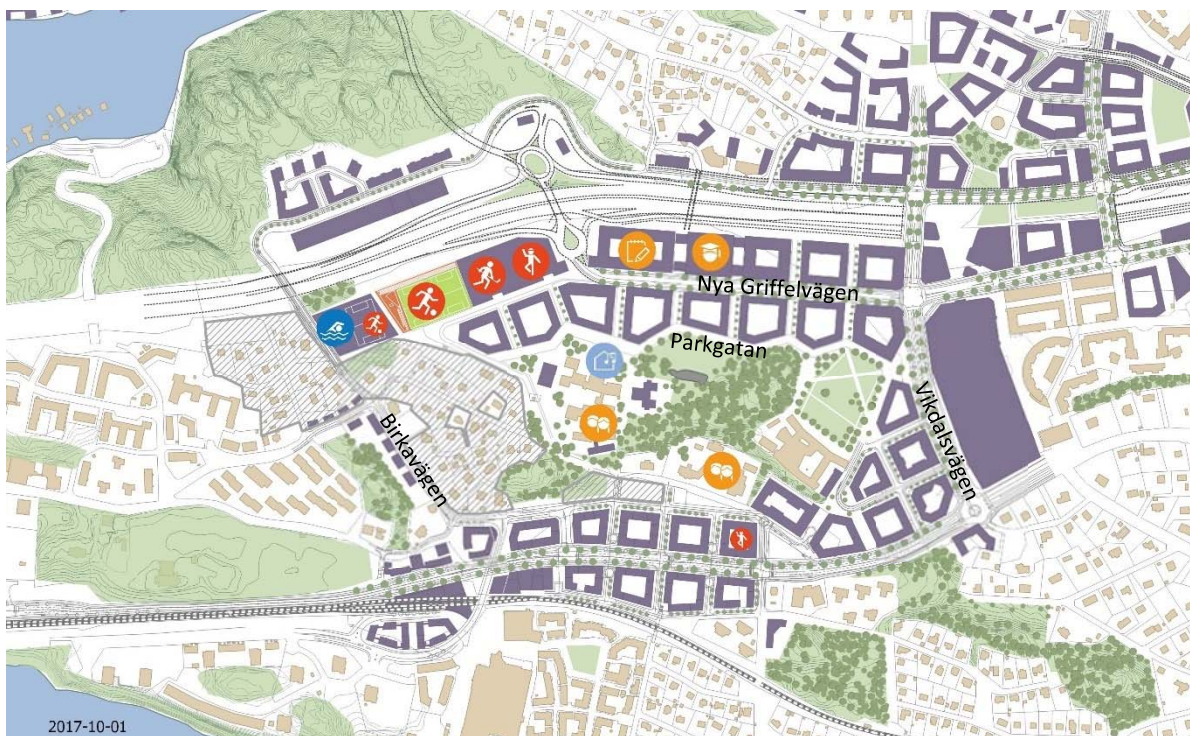 Nya Griffelvägen
Parkgatan
Vikdalsvägen
Birkavägen
2017-10-01